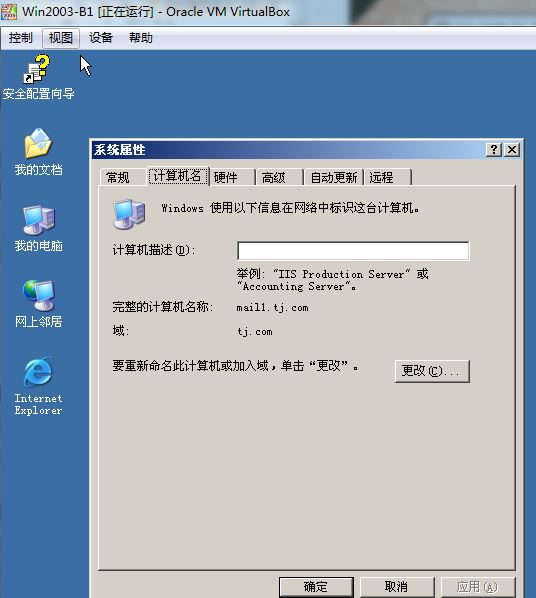 Win2003-B1 [正在运行] - Oracle VM VirtualBox
控制 视图 设备 帮助
安全配置向导
我的文档
我的电脑
网上邻居
Internet
Explorer
系统属性
常规 计算机名 硬件 高级 自动更新 远程
Windows 使用以下信息在网络中标识这台计算机。
计算机描述(D):
举例: "IIS Production Server" 或
"Accounting Server"。
完整的计算机名称: mail1.tj.com
域: tj.com
要重新命名此计算机或加入域，单击“更改”。
更改(C)...
确定 取消 应用(A)